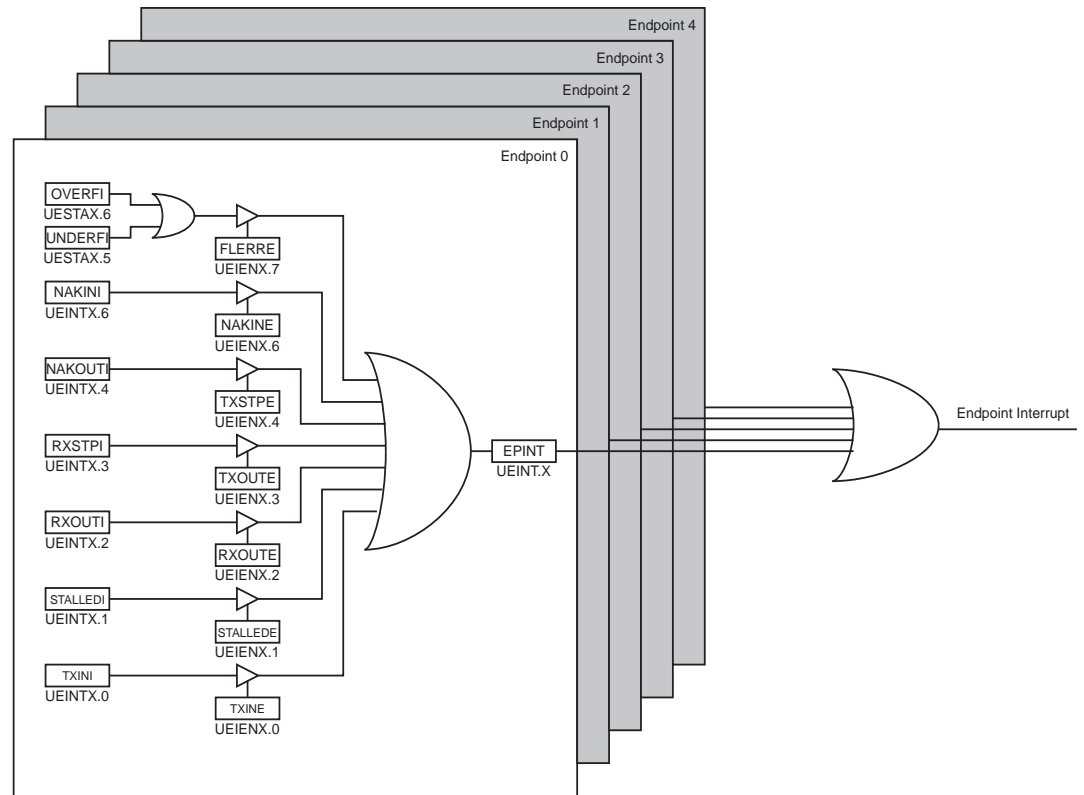 Endpoint 4
Endpoint 3
Endpoint 2
Endpoint 1
Endpoint 0
OVERFI
UESTAX.6
UNDERFI
UESTAX.5
FLERRE
UEIENX.7
NAKINI
UEINTX.6
NAKINE
UEIENX.6
NAKOUTI
UEINTX.4
TXSTPE
UEIENX.4
RXSTPI
UEINTX.3
TXOUTE
UEIENX.3
RXOUTI
UEINTX.2
RXOUTE
UEIENX.2
STALLEDI
UEINTX.1
STALLEDE
UEIENX.1
TXINI
UEINTX.0
TXINE
UEIENX.0
EPINT
UEINT.X
Endpoint Interrupt